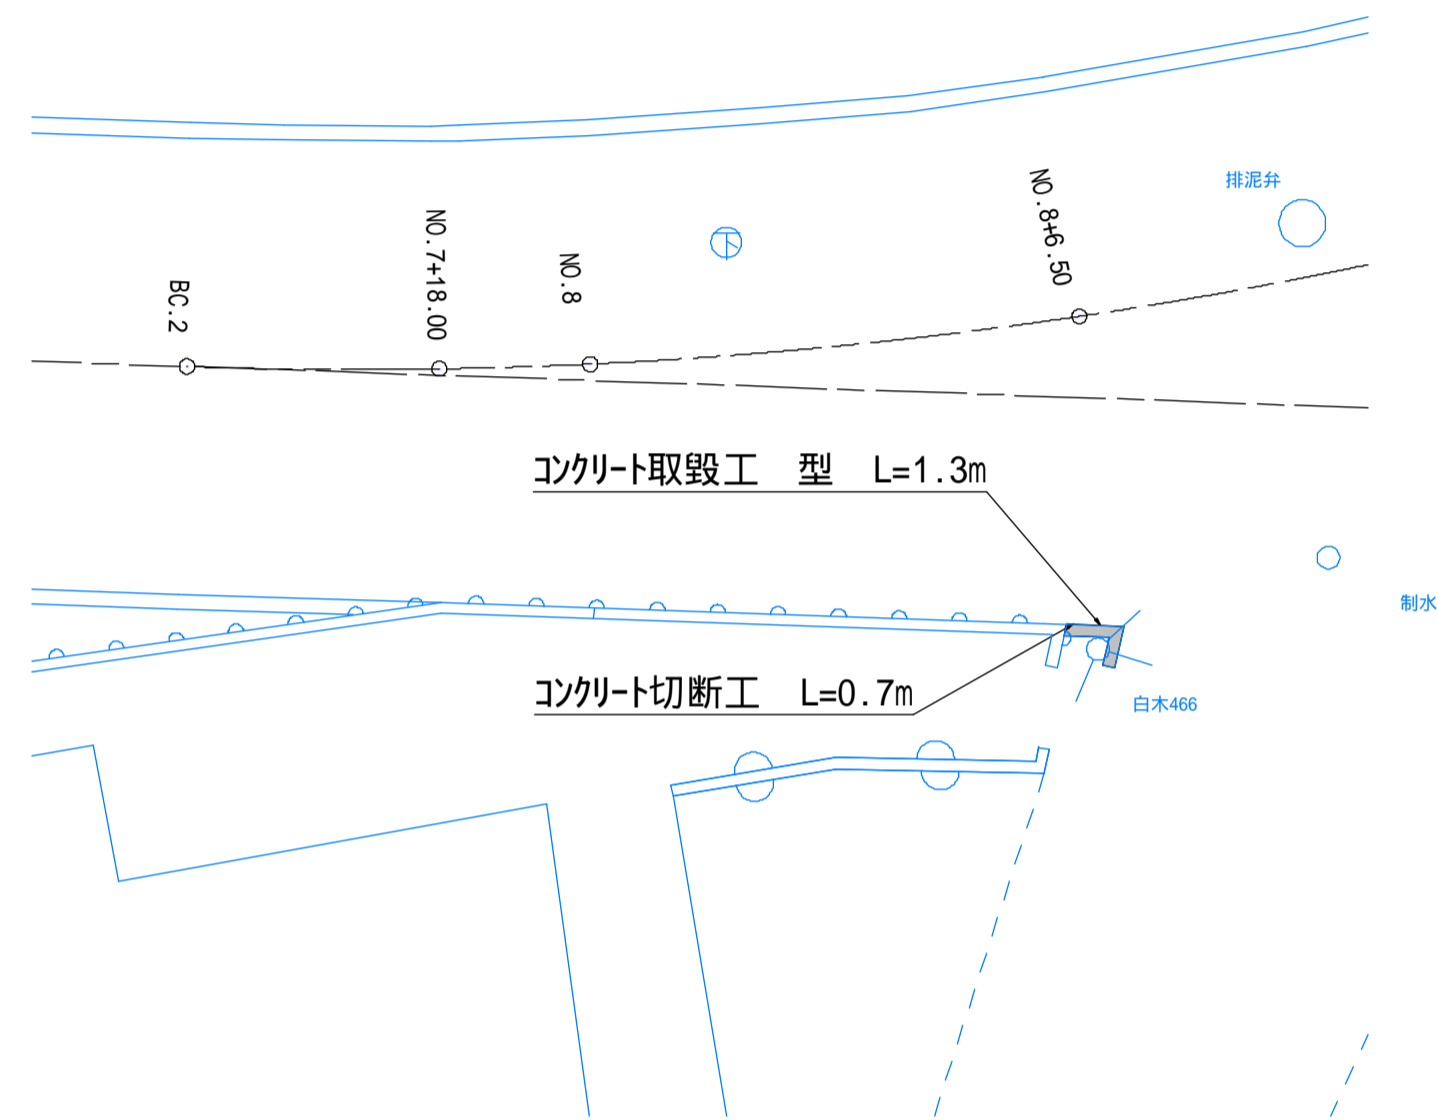 排泥弁
NO.8+6.50
NO.7+18.00
NO.8
BC.2
下
コンクリート取毀工　型　L=1.3m
制水
コンクリート切断工　L=0.7m
白木466